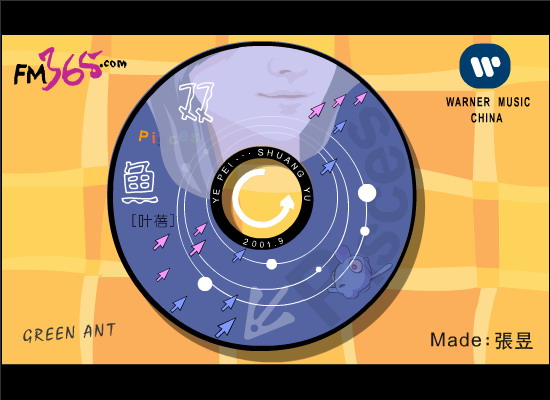 FM365.com
WARNER MUSIC
CHINA
双
Pisces
鱼
[叶蓓]
YE PEI··· SHUANG YU
2001.9
Pisces
GREEN ANT
Made:張昱